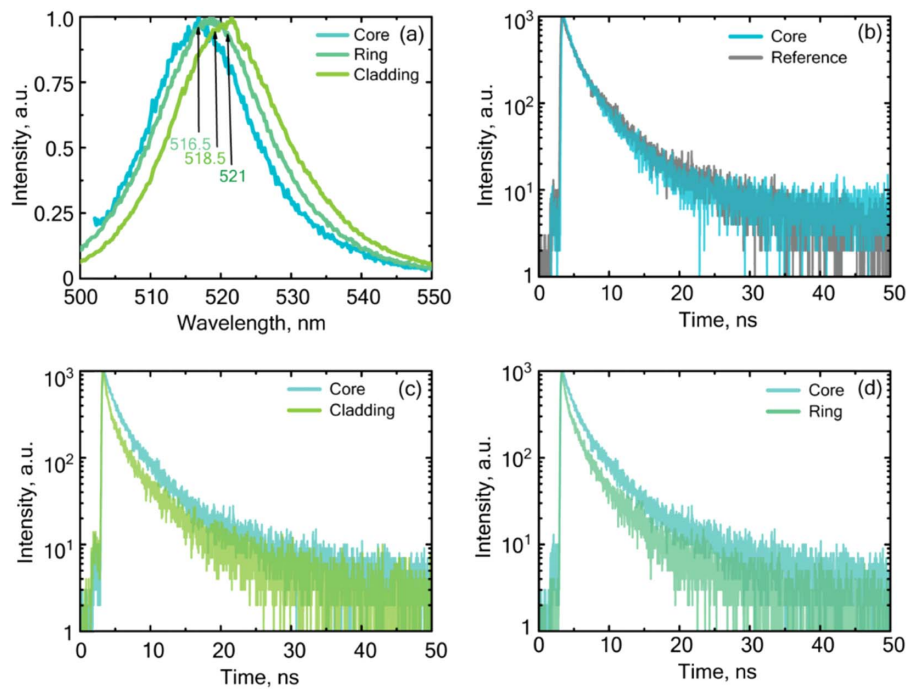 (a)
Core
Ring
Cladding
516.5
518.5
521
Intensity, a.u.
1.0
0.75
0.5
0.25
0
500 510 520 530 540 550
Wavelength, nm
(b)
Core
Reference
Intensity, a.u.
10³
10²
10¹
1
0 10 20 30 40 50
Time, ns
(c)
Core
Cladding
Intensity, a.u.
10³
10²
10¹
1
0 10 20 30 40 50
Time, ns
(d)
Core
Ring
Intensity, a.u.
10³
10²
10¹
1
0 10 20 30 40 50
Time, ns